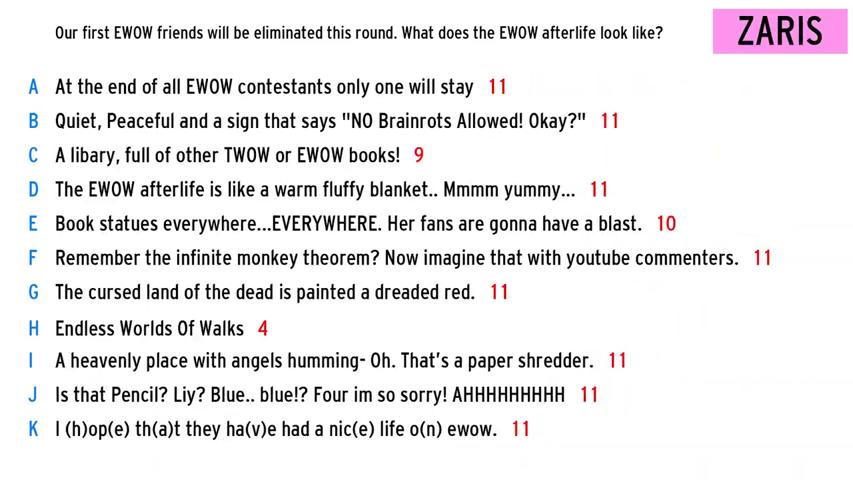 Our first EWOW friends will be eliminated this round. What does the EWOW afterlife look like?
ZARIS
A At the end of all EWOW contestants only one will stay 11
B Quiet, Peaceful and a sign that says "NO Brainrots Allowed! Okay?" 11
C A libary, full of other TWOW or EWOW books! 9
D The EWOW afterlife is like a warm fluffy blanket.. Mmmm yummy... 11
E Book statues everywhere...EVERYWHERE. Her fans are gonna have a blast. 10
F Remember the infinite monkey theorem? Now imagine that with youtube commenters. 11
G The cursed land of the dead is painted a dreaded red. 11
H Endless Worlds Of Walks 4
I A heavenly place with angels humming- Oh. That's a paper shredder. 11
J Is that Pencil? Liy? Blue.. blue!? Four im so sorry! AHHHHHHHHH 11
K I (h)op(e) th(a)t they ha(v)e had a nic(e) life o(n) ewow. 11